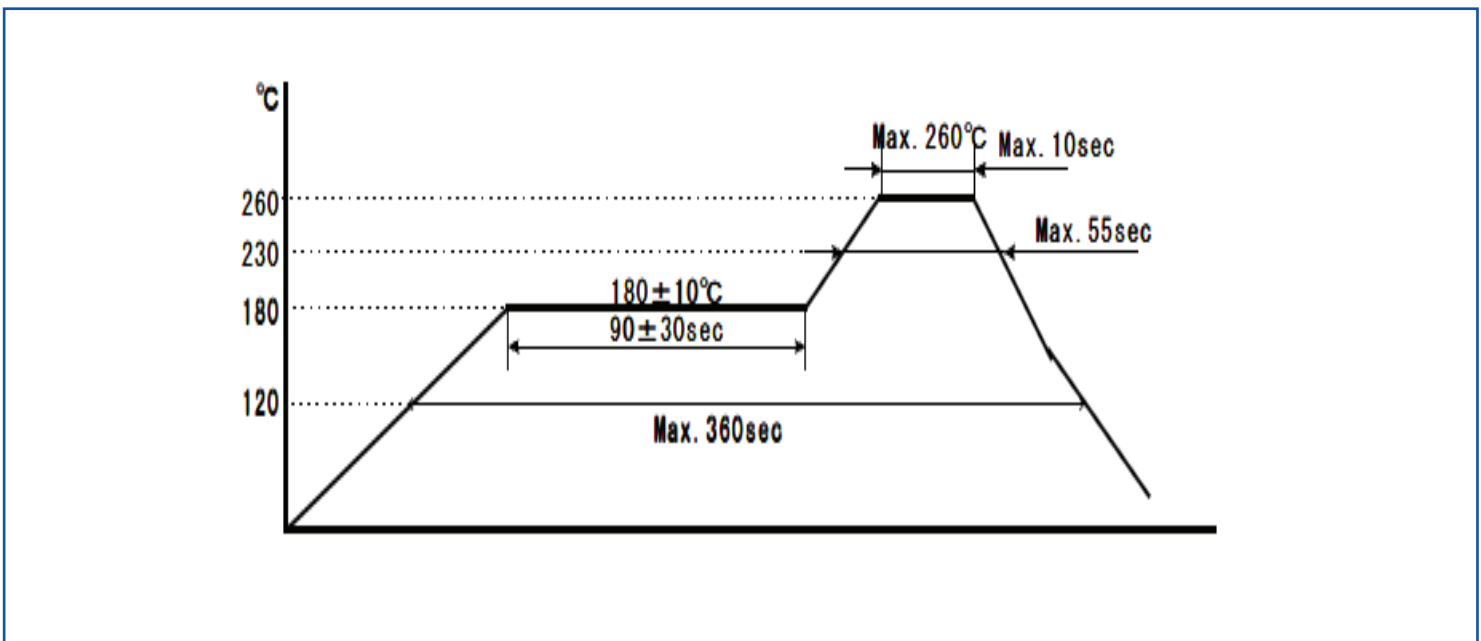 ℃
Max. 260℃
Max. 10sec
260
230
Max. 55sec
180
180±10℃
90±30sec
120
Max. 360sec